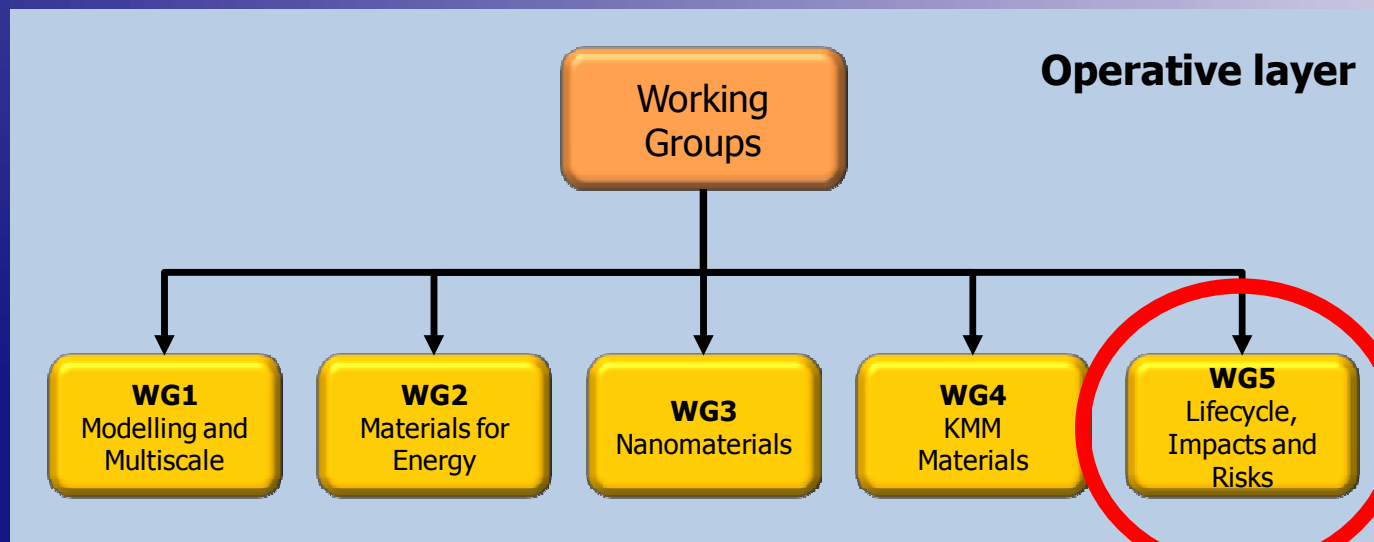 Operative layer
Working
Groups
WG1
Modelling and
Multiscale
WG2
Materials for
Energy
WG3
Nanomaterials
WG4
KMM
Materials
WG5
Lifecycle,
Impacts and
Risks